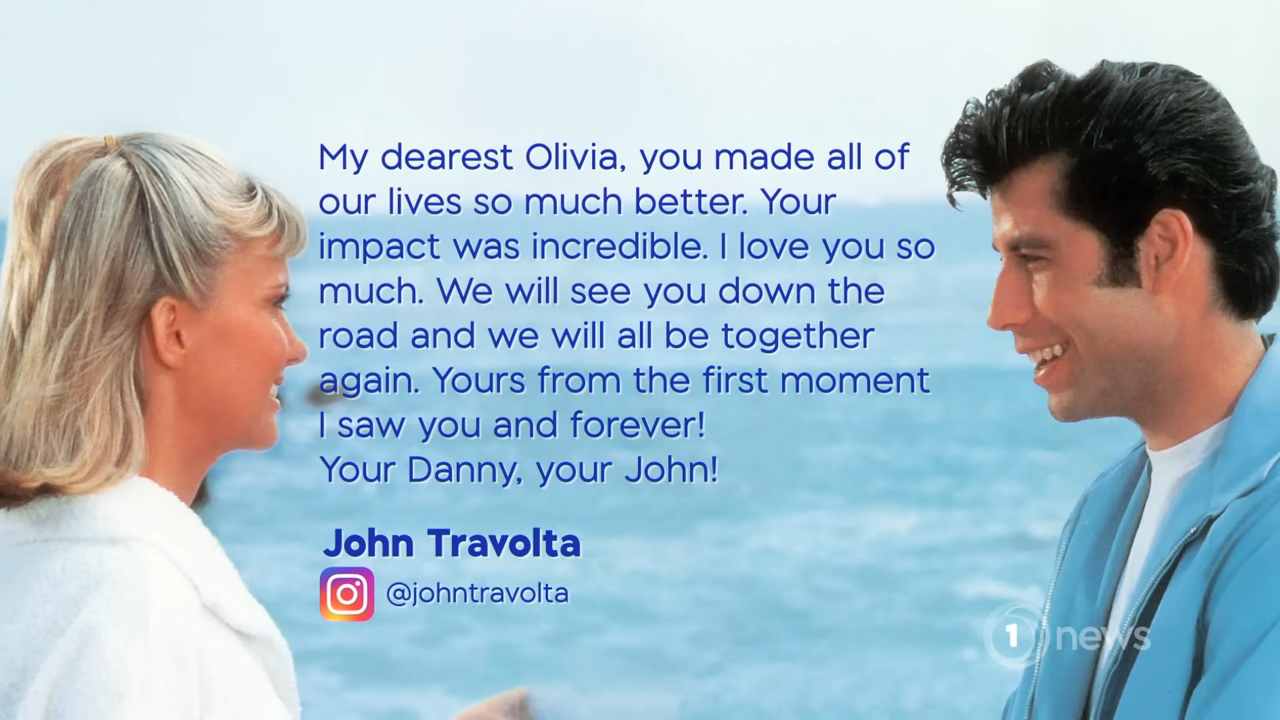 My dearest Olivia, you made all of
our lives so much better. Your
impact was incredible. I love you so
much. We will see you down the
road and we will all be together
again. Yours from the first moment
I saw you and forever!
Your Danny, your John!
John Travolta
@johntravolta
1 news